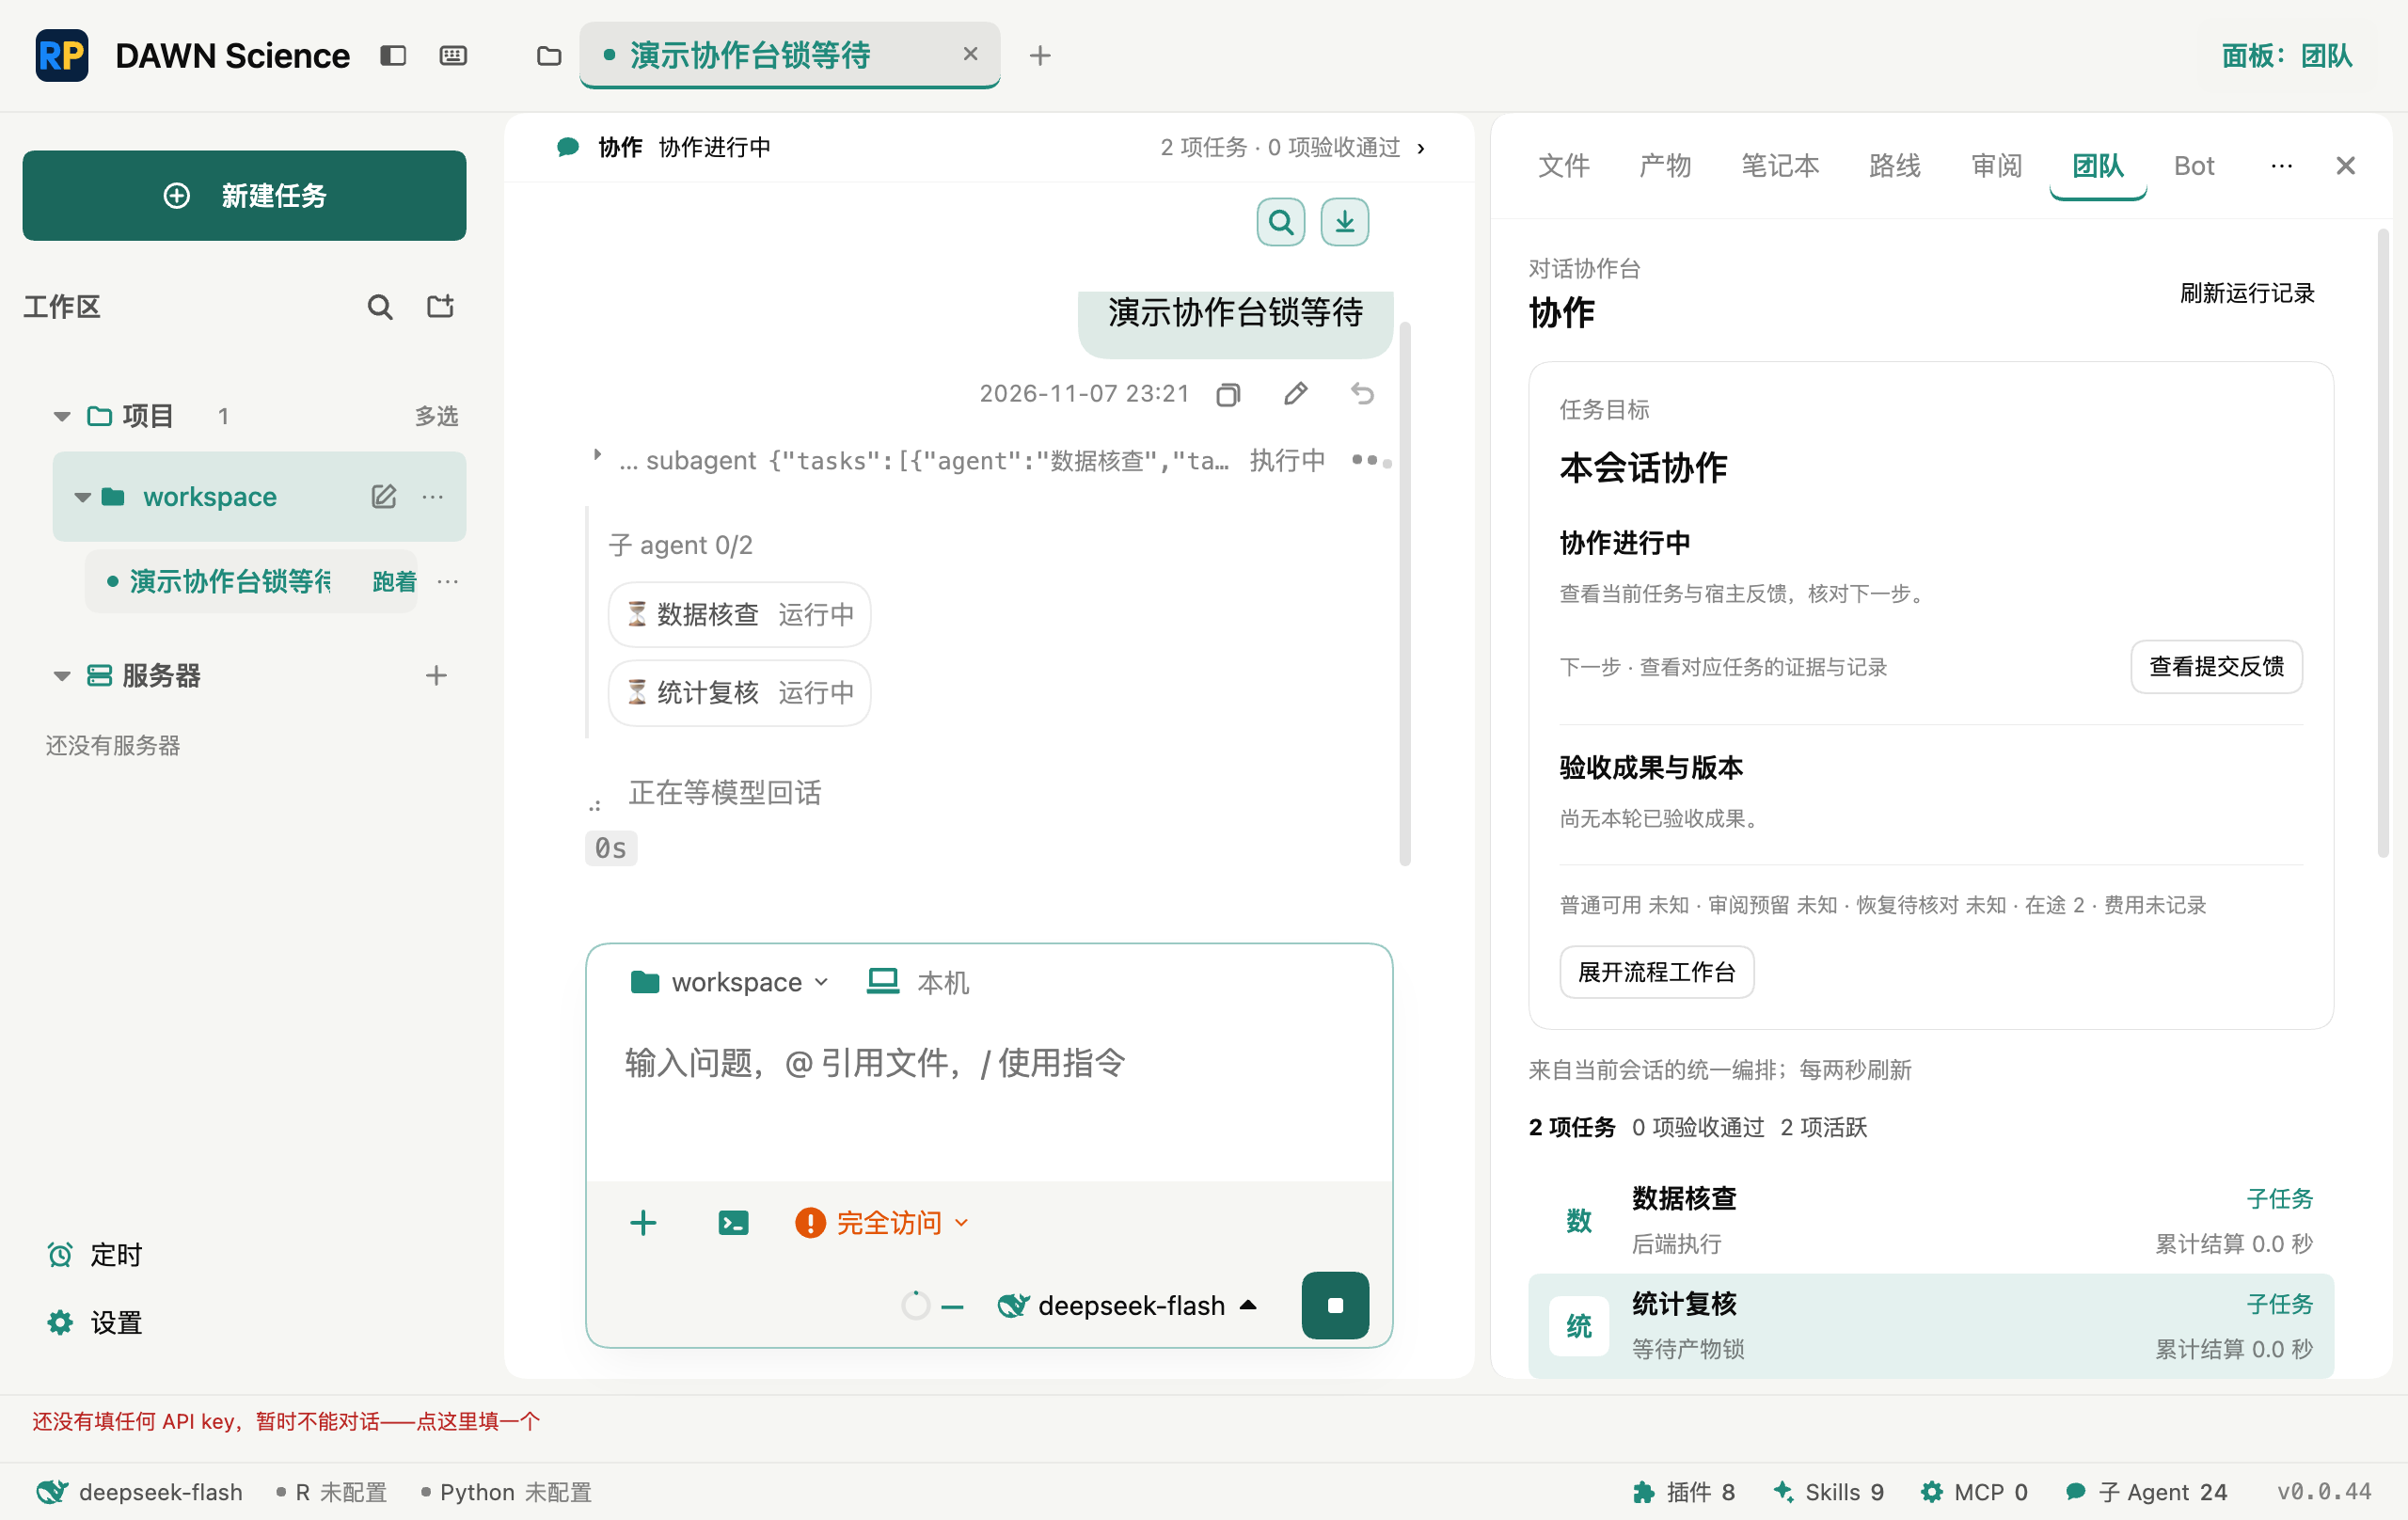 RP DAWN Science
演示协作台锁等待
面板：团队
新建任务
工作区
项目 1 多选
workspace
演示协作台锁等待 跑着
服务器
还没有服务器
定时
设置
协作 协作进行中 2 项任务 · 0 项验收通过 ›
演示协作台锁等待
2026-11-07 23:21
... subagent {"tasks":[{"agent":"数据核查","ta… 执行中
子 agent 0/2
数据核查 运行中
统计复核 运行中
正在等模型回话
0s
workspace 本机
输入问题，@ 引用文件，/ 使用指令
完全访问
deepseek-flash
文件 产物 笔记本 路线 审阅 团队 Bot ···
对话协作台
协作
刷新运行记录
任务目标
本会话协作
协作进行中
查看当前任务与宿主反馈，核对下一步。
下一步 · 查看对应任务的证据与记录
查看提交反馈
验收成果与版本
尚无本轮已验收成果。
普通可用 未知 · 审阅预留 未知 · 恢复待核对 未知 · 在途 2 · 费用未记录
展开流程工作台
来自当前会话的统一编排；每两秒刷新
2 项任务 0 项验收通过 2 项活跃
数 数据核查 子任务
后端执行 累计结算 0.0 秒
统 统计复核 子任务
等待产物锁 累计结算 0.0 秒
还没有填任何 API key，暂时不能对话——点这里填一个
deepseek-flash R 未配置 Python 未配置
插件 8 Skills 9 MCP 0 子 Agent 24 v0.0.44